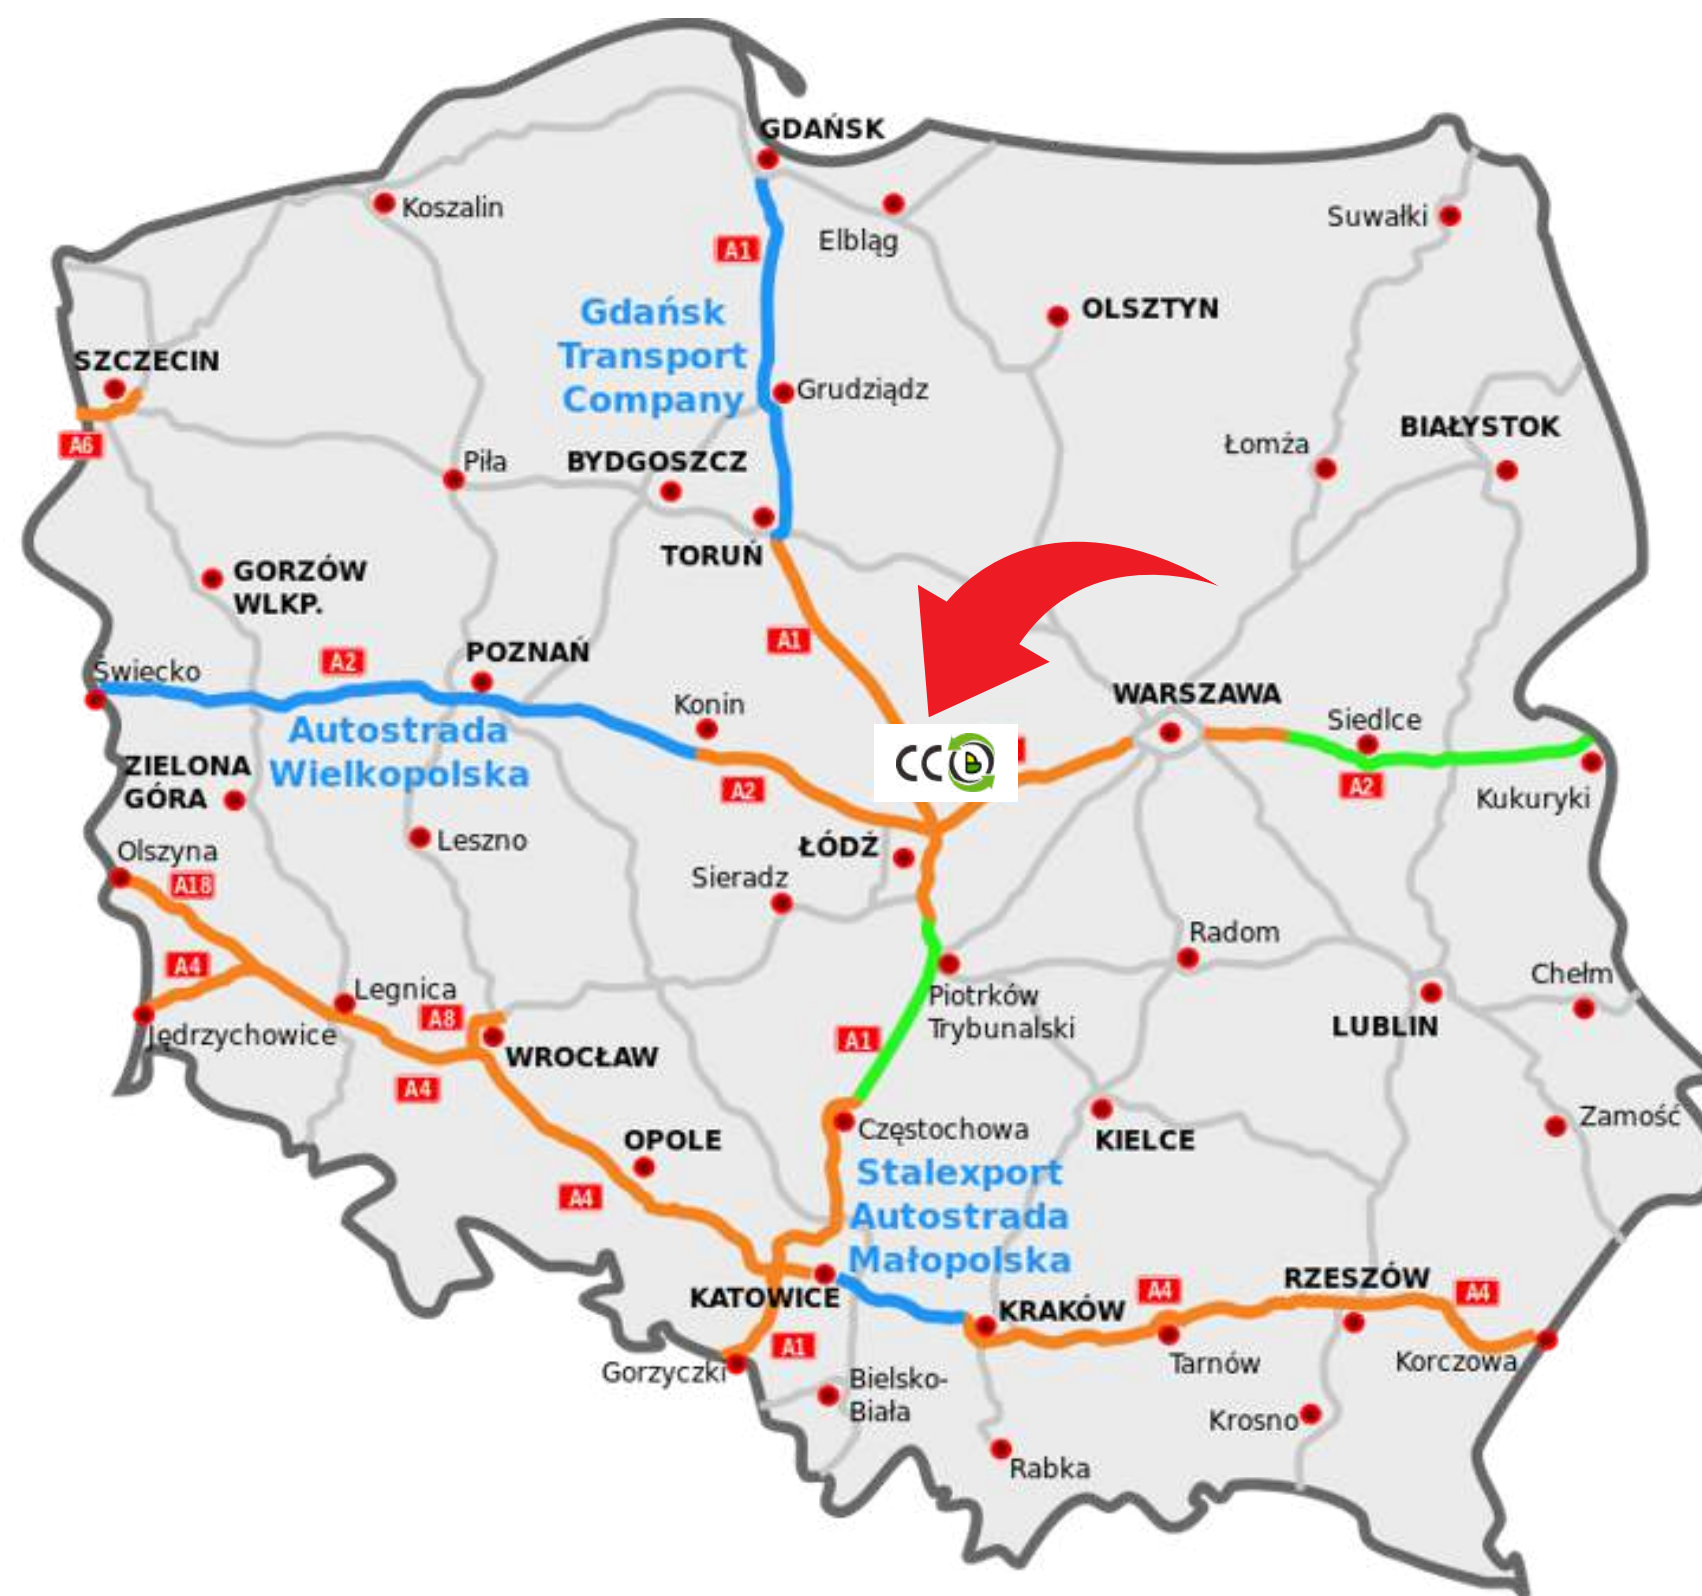 GDAŃSK
Koszalin
Suwałki
Elbląg
A1
Gdańsk
Transport
Company
OLSZTYN
SZCZECIN
Grudziądz
A6
BIAŁYSTOK
Łomża
Piła
BYDGOSZCZ
TORUŃ
GORZÓW
WLKP.
A1
POZNAŃ
A2
Świecko
Konin
WARSZAWA
Siedlce
Autostrada
Wielkopolska
CC
ZIELONA
GÓRA
A2
A2
Kukuryki
Leszno
ŁÓDŹ
Olszyna
A18
Sieradz
Radom
A4
Chełm
Legnica
Piotrków
Trybunalski
A8
Jędrzychowice
LUBLIN
A1
WROCŁAW
A4
Zamość
Częstochowa
OPOLE
KIELCE
Stalexport
Autostrada
Małopolska
A4
RZESZÓW
A4
A4
KATOWICE
KRAKÓW
A1
Gorzyczki
Tarnów
Korczowa
Bielsko-
Biała
Krosno
Rabka